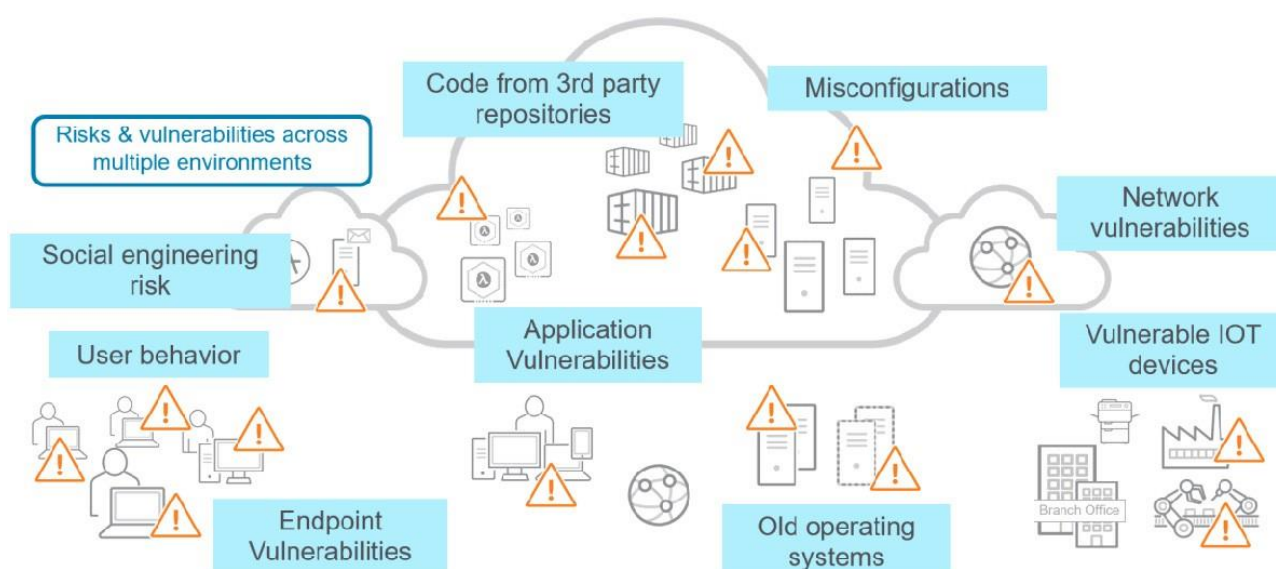 Code from 3rd party
repositories
Misconfigurations
Risks & vulnerabilities across
multiple environments
Network
vulnerabilities
Social engineering
risk
Application
Vulnerabilities
User behavior
Vulnerable IOT
devices
Branch Office
Endpoint
Vulnerabilities
Old operating
systems